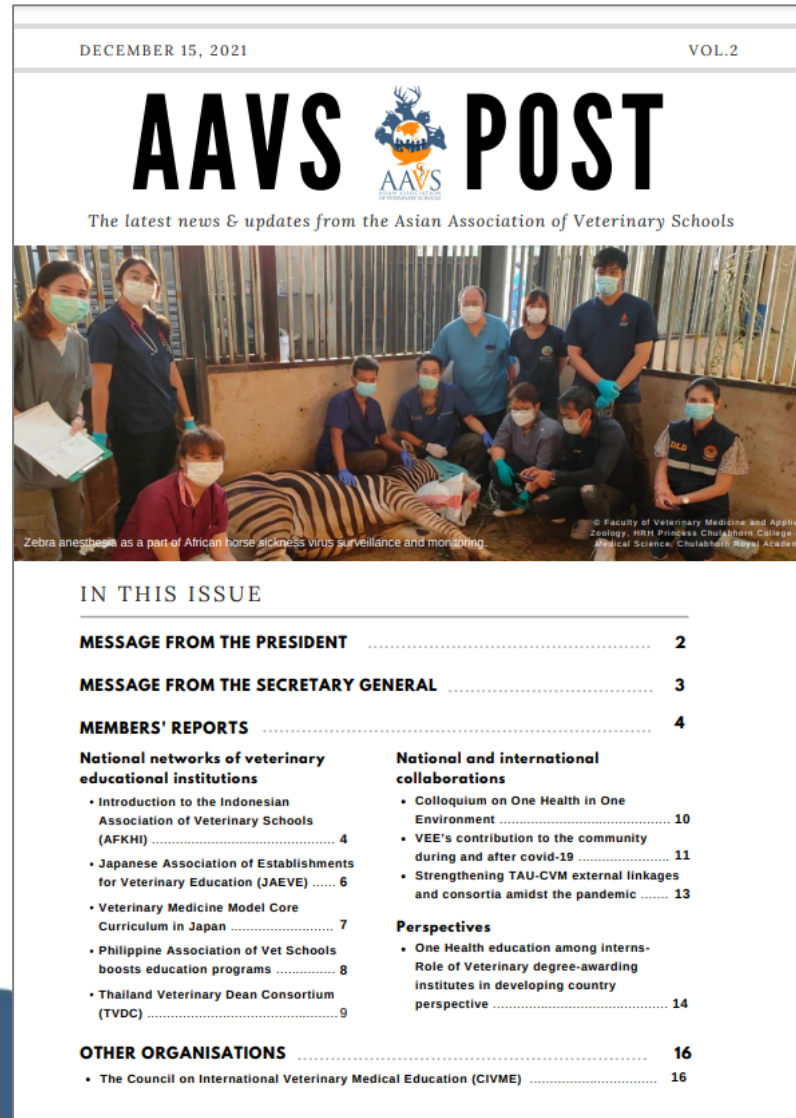 DECEMBER 15, 2021 VOL.2
AAVS POST
AAVS
ASIAN ASSOCIATION
OF VETERINARY SCHOOLS
The latest news & updates from the Asian Association of Veterinary Schools
DLD
© Faculty of Veterinary Medicine and Applie
Zoology, HRH Princess Chulabhorn College
Medical Science, Chulabhorn Royal Academ
Zebra anesthesia as a part of African horse sickness virus surveillance and monitoring.
IN THIS ISSUE
MESSAGE FROM THE PRESIDENT ........ 2
MESSAGE FROM THE SECRETARY GENERAL ........ 3
MEMBERS' REPORTS ........ 4
National networks of veterinary
educational institutions
• Introduction to the Indonesian
Association of Veterinary Schools
(AFKHI) ........ 4
• Japanese Association of Establishments
for Veterinary Education (JAEVE) ...... 6
• Veterinary Medicine Model Core
Curriculum in Japan ........ 7
• Philippine Association of Vet Schools
boosts education programs ........ 8
• Thailand Veterinary Dean Consortium
(TVDC) ........ 9
National and international
collaborations
• Colloquium on One Health in One
Environment ........ 10
• VEE's contribution to the community
during and after covid-19 ........ 11
• Strengthening TAU-CVM external linkages
and consortia amidst the pandemic ....... 13
Perspectives
• One Health education among interns-
Role of Veterinary degree-awarding
institutes in developing country
perspective ........ 14
OTHER ORGANISATIONS ........ 16
• The Council on International Veterinary Medical Education (CIVME) ........ 16